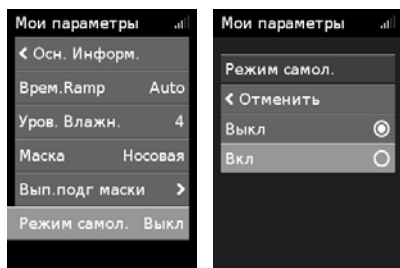 Мои параметры
< Осн. Информ.
Врем.Ramp Auto
Уров. Влажн. 4
Маска Носовая
Вып.подг маски >
Режим самол. Выкл
Мои параметры
Режим самол.
< Отменить
Выкл
Вкл